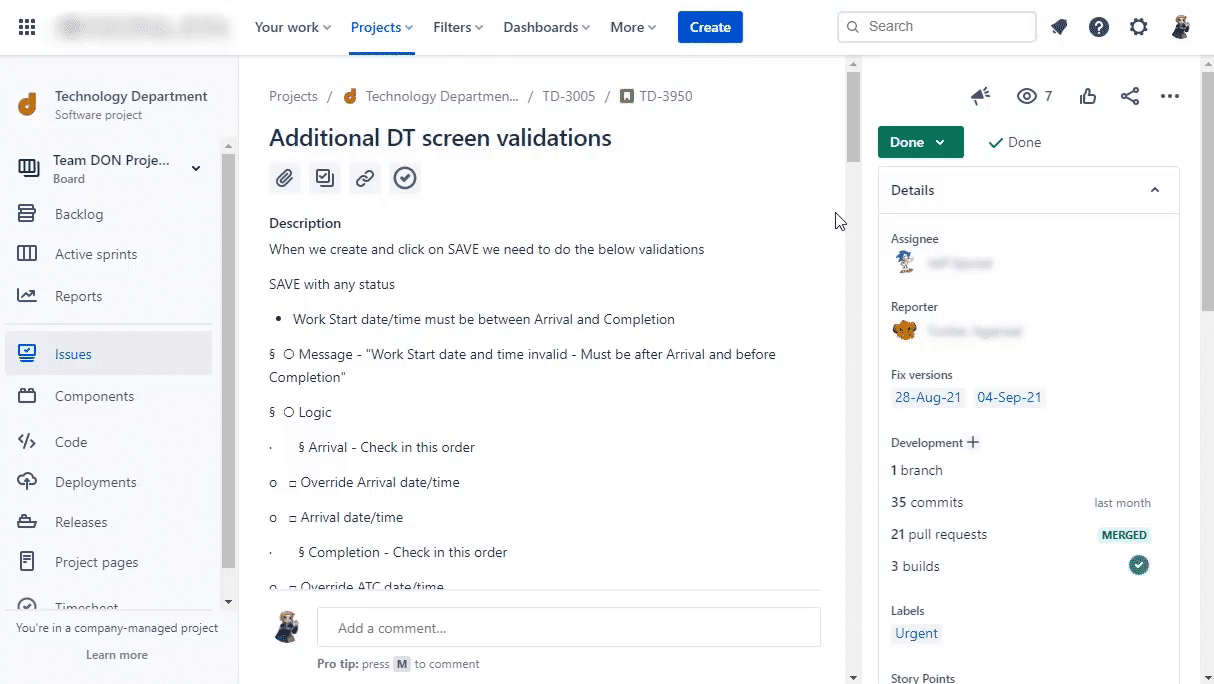 Your work
Projects
Filters
Dashboards
More
Create
Search
Technology Department
Software project
Team DON Proje...
Board
Backlog
Active sprints
Reports
Issues
Components
Code
Deployments
Releases
Project pages
Timesheet
You're in a company-managed project
Learn more
Projects / Technology Departmen... / TD-3005 / TD-3950
Additional DT screen validations
Description
When we create and click on SAVE we need to do the below validations
SAVE with any status
• Work Start date/time must be between Arrival and Completion
§ ○ Message - "Work Start date and time invalid - Must be after Arrival and before
Completion"
§ ○ Logic
· § Arrival - Check in this order
o □ Override Arrival date/time
o □ Arrival date/time
· § Completion - Check in this order
o □ Override ATC date/time
Add a comment...
Pro tip: press M to comment
7
Done
Done
Details
Assignee
Reporter
Fix versions
28-Aug-21 04-Sep-21
Development +
1 branch
35 commits last month
21 pull requests MERGED
3 builds
Labels
Urgent
Story Points